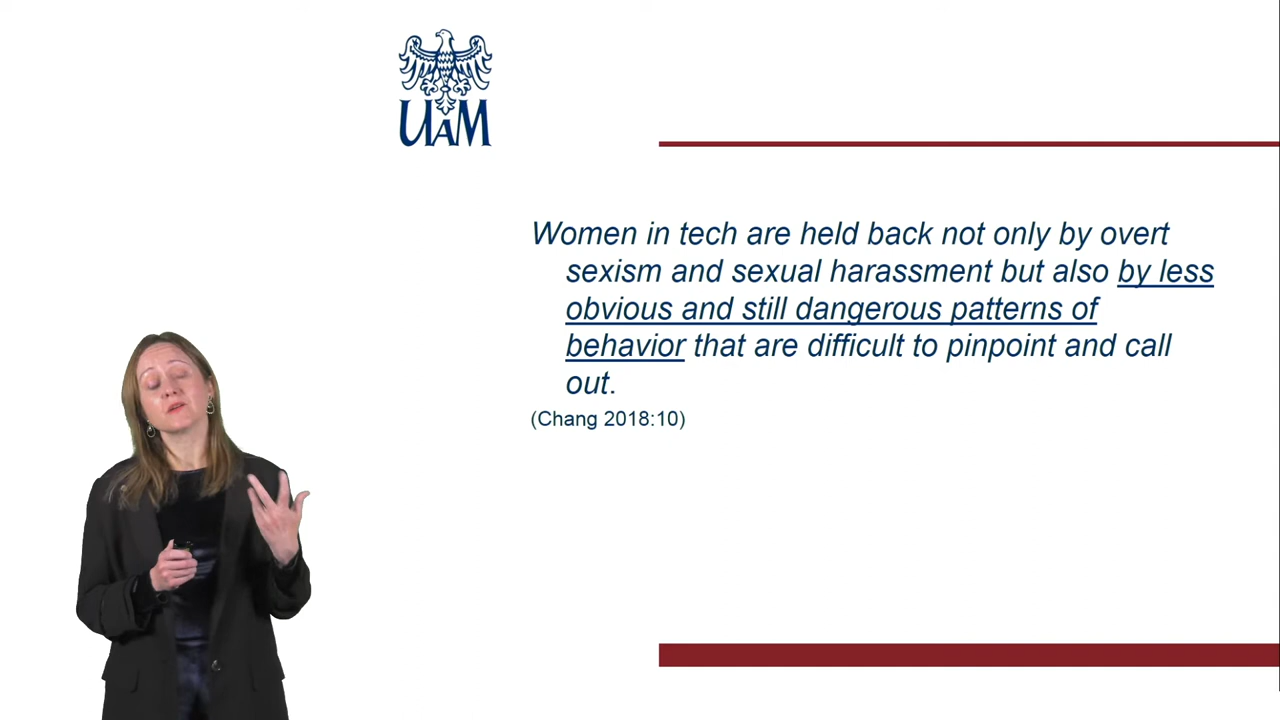 UAM
Women in tech are held back not only by overt
sexism and sexual harassment but also by less
obvious and still dangerous patterns of
behavior that are difficult to pinpoint and call
out.
(Chang 2018:10)